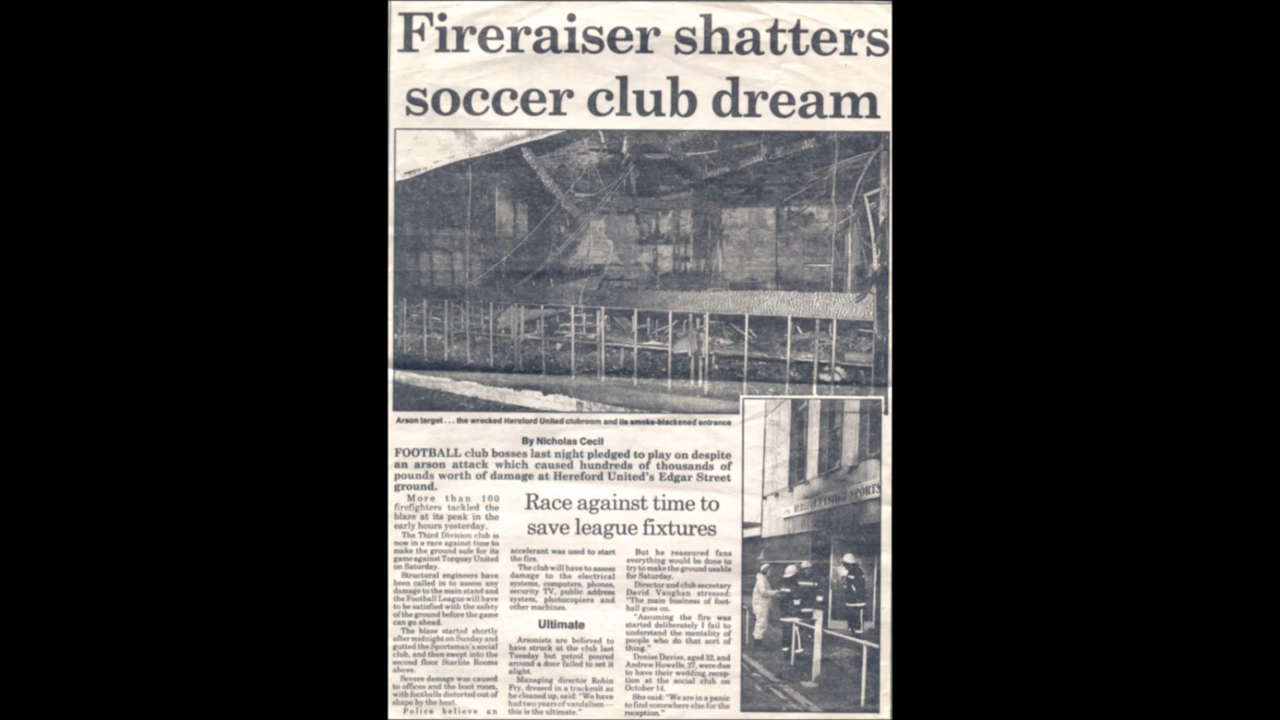 Fireraiser shatters
soccer club dream
Arson target . . . the wrecked Hereford United clubroom and its smoke-blackened entrance
By Nicholas Cecil
FOOTBALL club bosses last night pledged to play on despite
an arson attack which caused hundreds of thousands of
pounds worth of damage at Hereford United's Edgar Street
ground.
More than 100
firefighters tackled the
blaze at its peak in the
early hours yesterday.
The Third Division club is
now in a race against time to
make the ground safe for its
game against Torquay United
on Saturday.
Structural engineers have
been called in to assess any
damage to the main stand and
the Football League will have
to be satisfied with the safety
of the ground before the game
can go ahead.
The blaze started shortly
after midnight on Sunday and
gutted the Sportsman's social
club, and then swept into the
second floor Starlite Rooms
above.
Severe damage was caused
to offices and the boot room,
with footballs distorted out of
shape by the heat.
Police believe an
Race against time to
save league fixtures
accelerant was used to start
the fire.
The club will have to assess
damage to the electrical
systems, computers, phones,
security TV, public address
system, photocopiers and
other machines.
Ultimate
Arsonists are believed to
have struck at the club last
Tuesday but petrol poured
around a door failed to set it
alight.
Managing director Robin
Fry, dressed in a tracksuit as
he cleaned up, said: "We have
had two years of vandalism —
this is the ultimate."
But he reassured fans
everything would be done to
try to make the ground usable
for Saturday.
Director and club secretary
David Vaughan stressed:
"The main business of foot-
ball goes on.
"Assuming the fire was
started deliberately I fail to
understand the mentality of
people who do that sort of
thing."
Denise Davies, aged 32, and
Andrew Howells, 27, were due
to have their wedding recep-
tion at the social club on
October 14.
She said: "We are in a panic
to find somewhere else for the
reception."
SPORTS